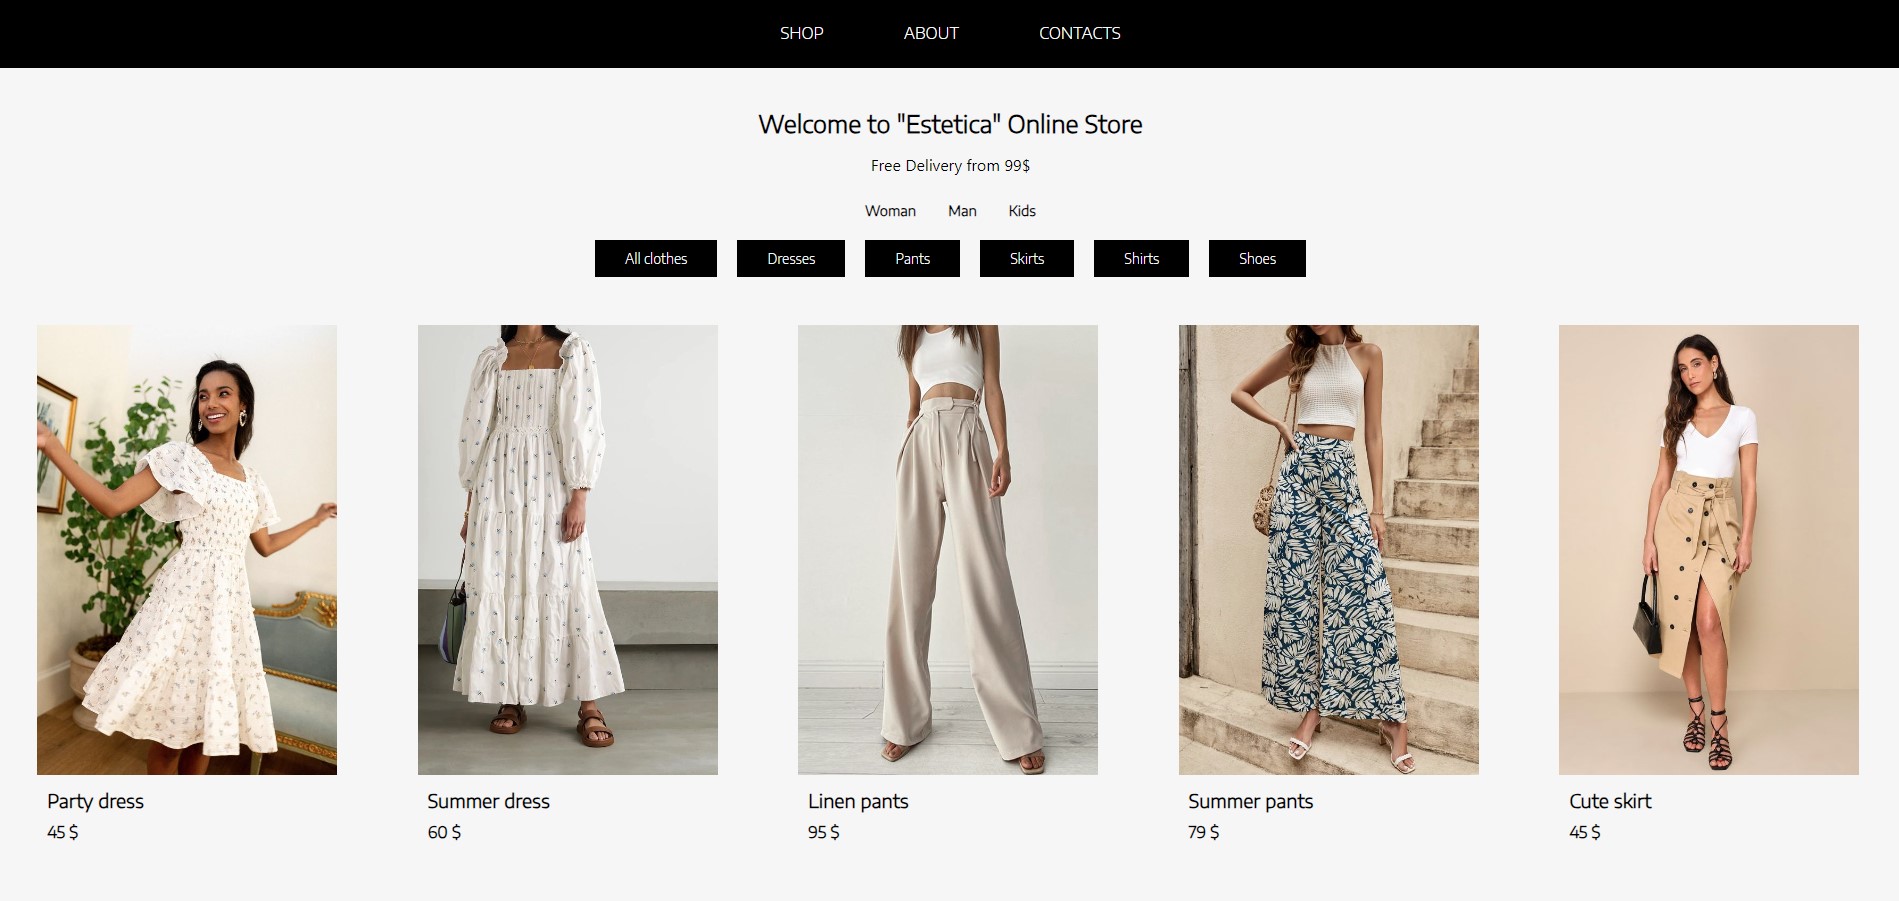 SHOP ABOUT CONTACTS
Welcome to "Estetica" Online Store
Free Delivery from 99$
Woman Man Kids
All clothes Dresses Pants Skirts Shirts Shoes
Party dress
45 $
Summer dress
60 $
Linen pants
95 $
Summer pants
79 $
Cute skirt
45 $